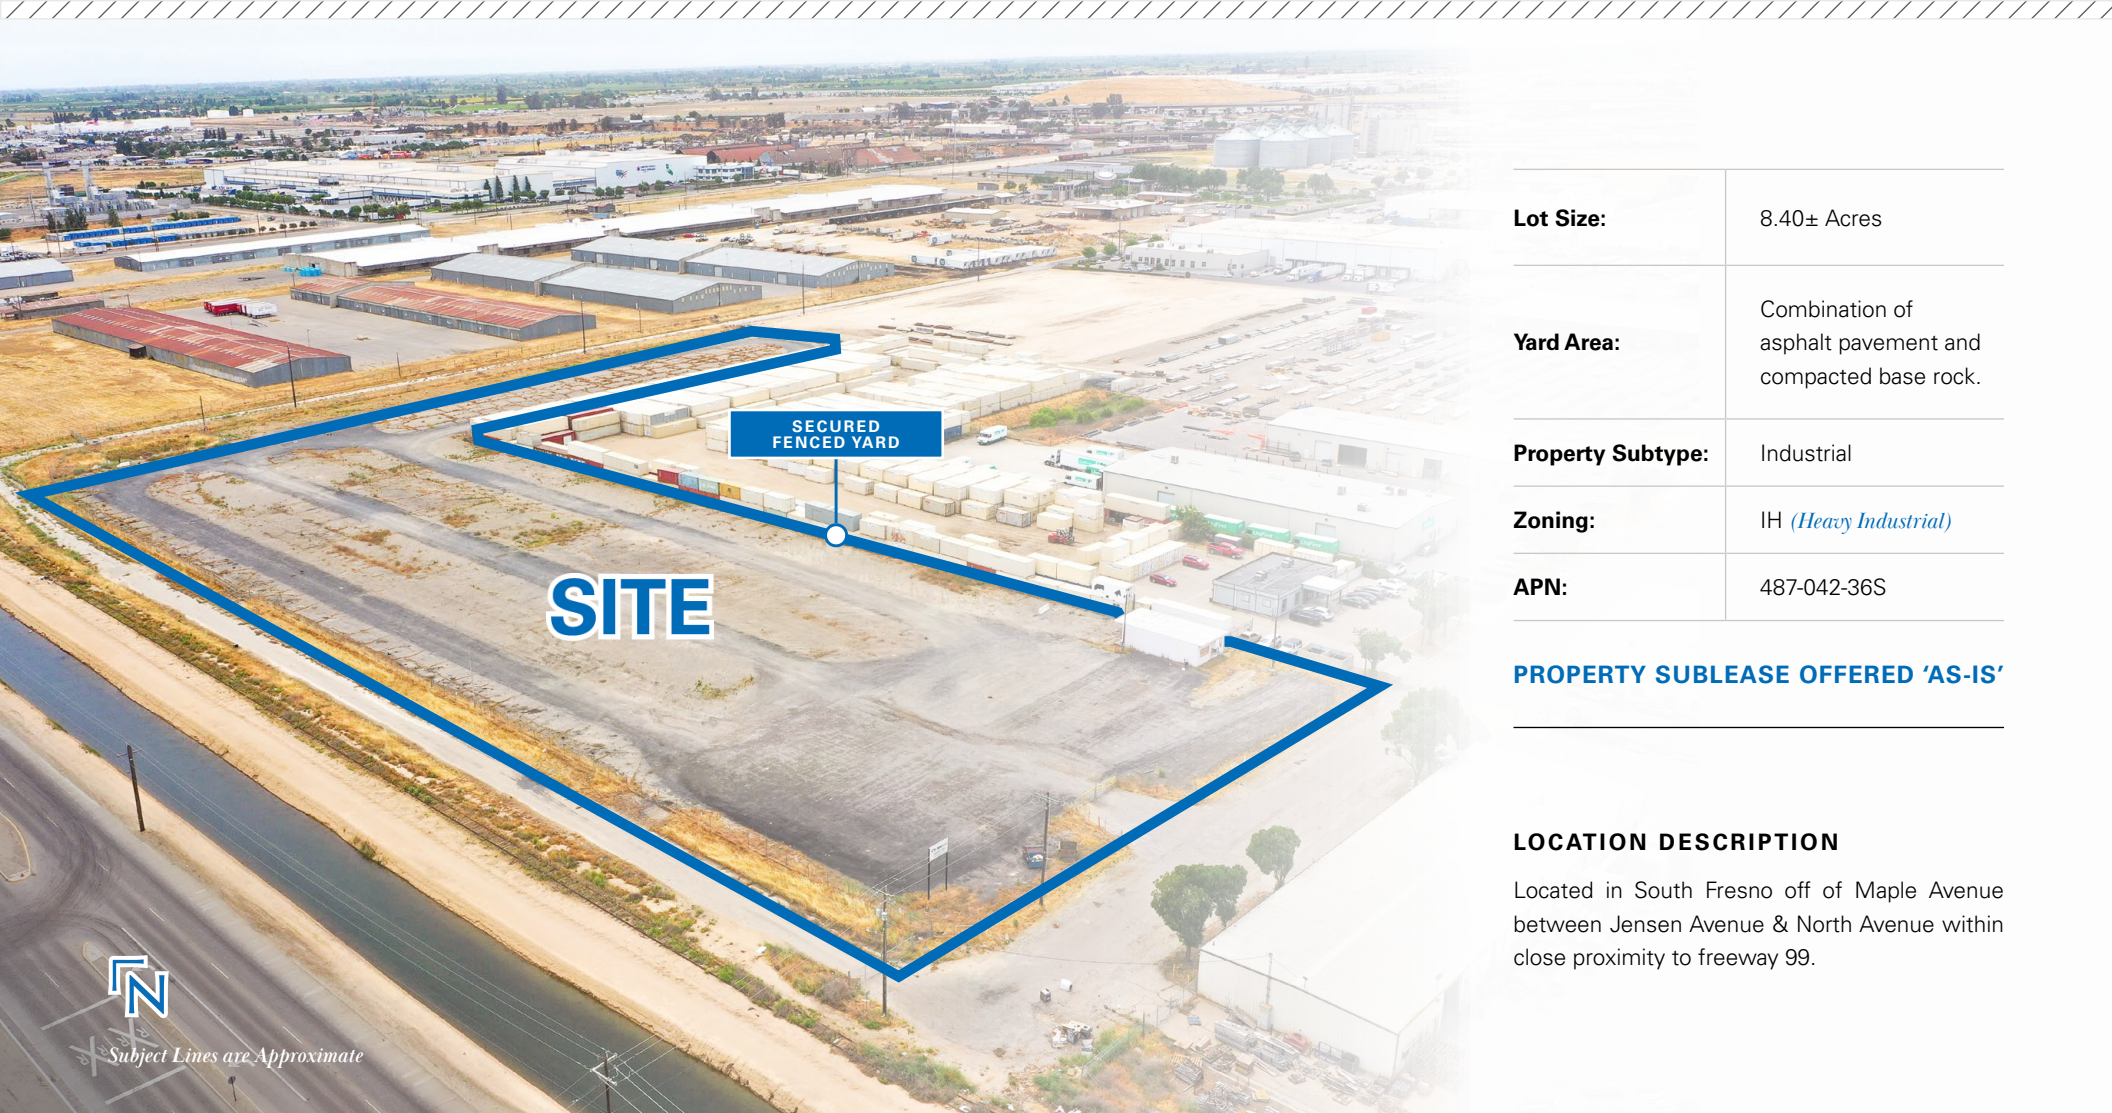 SECURED
FENCED YARD
SITE
N
Subject Lines are Approximate
Lot Size: 8.40± Acres
Yard Area: Combination of
asphalt pavement and
compacted base rock.
Property Subtype: Industrial
Zoning: IH (Heavy Industrial)
APN: 487-042-36S
PROPERTY SUBLEASE OFFERED ‘AS-IS’
LOCATION DESCRIPTION
Located in South Fresno off of Maple Avenue
between Jensen Avenue & North Avenue within
close proximity to freeway 99.